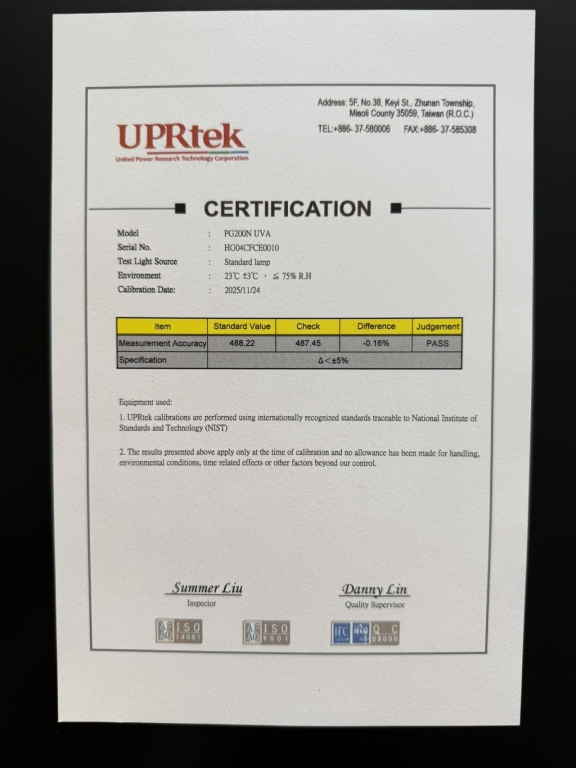 Address: 5F, No.38, Keyi St., Zhunan Township,
Miaoli County 35059, Taiwan (R.O.C.)
TEL:+886- 37-580006 FAX:+886- 37-585308
UPRtek
United Power Research Technology Corporation
CERTIFICATION
Model : PG200N UVA
Serial No. : HG04CFCE0010
Test Light Source : Standard lamp
Environment : 23℃ ±3℃ · ≦ 75% R.H
Calibration Date: : 2025/11/24
Item Standard Value Check Difference Judgement
Measurement Accuracy 488.22 487.45 -0.16% PASS
Specification Δ<±5%
Equipment used:
1. UPRtek calibrations are performed using internationally recognized standards traceable to National Institute of
Standards and Technology (NIST)
2. The results presented above apply only at the time of calibration and no allowance has been made for handling,
environmental conditions, time related effects or other factors beyond our control.
Summer Liu Danny Lin
Inspector Quality Supervisor
ISO 14001 ISO 9001 IFC Q C